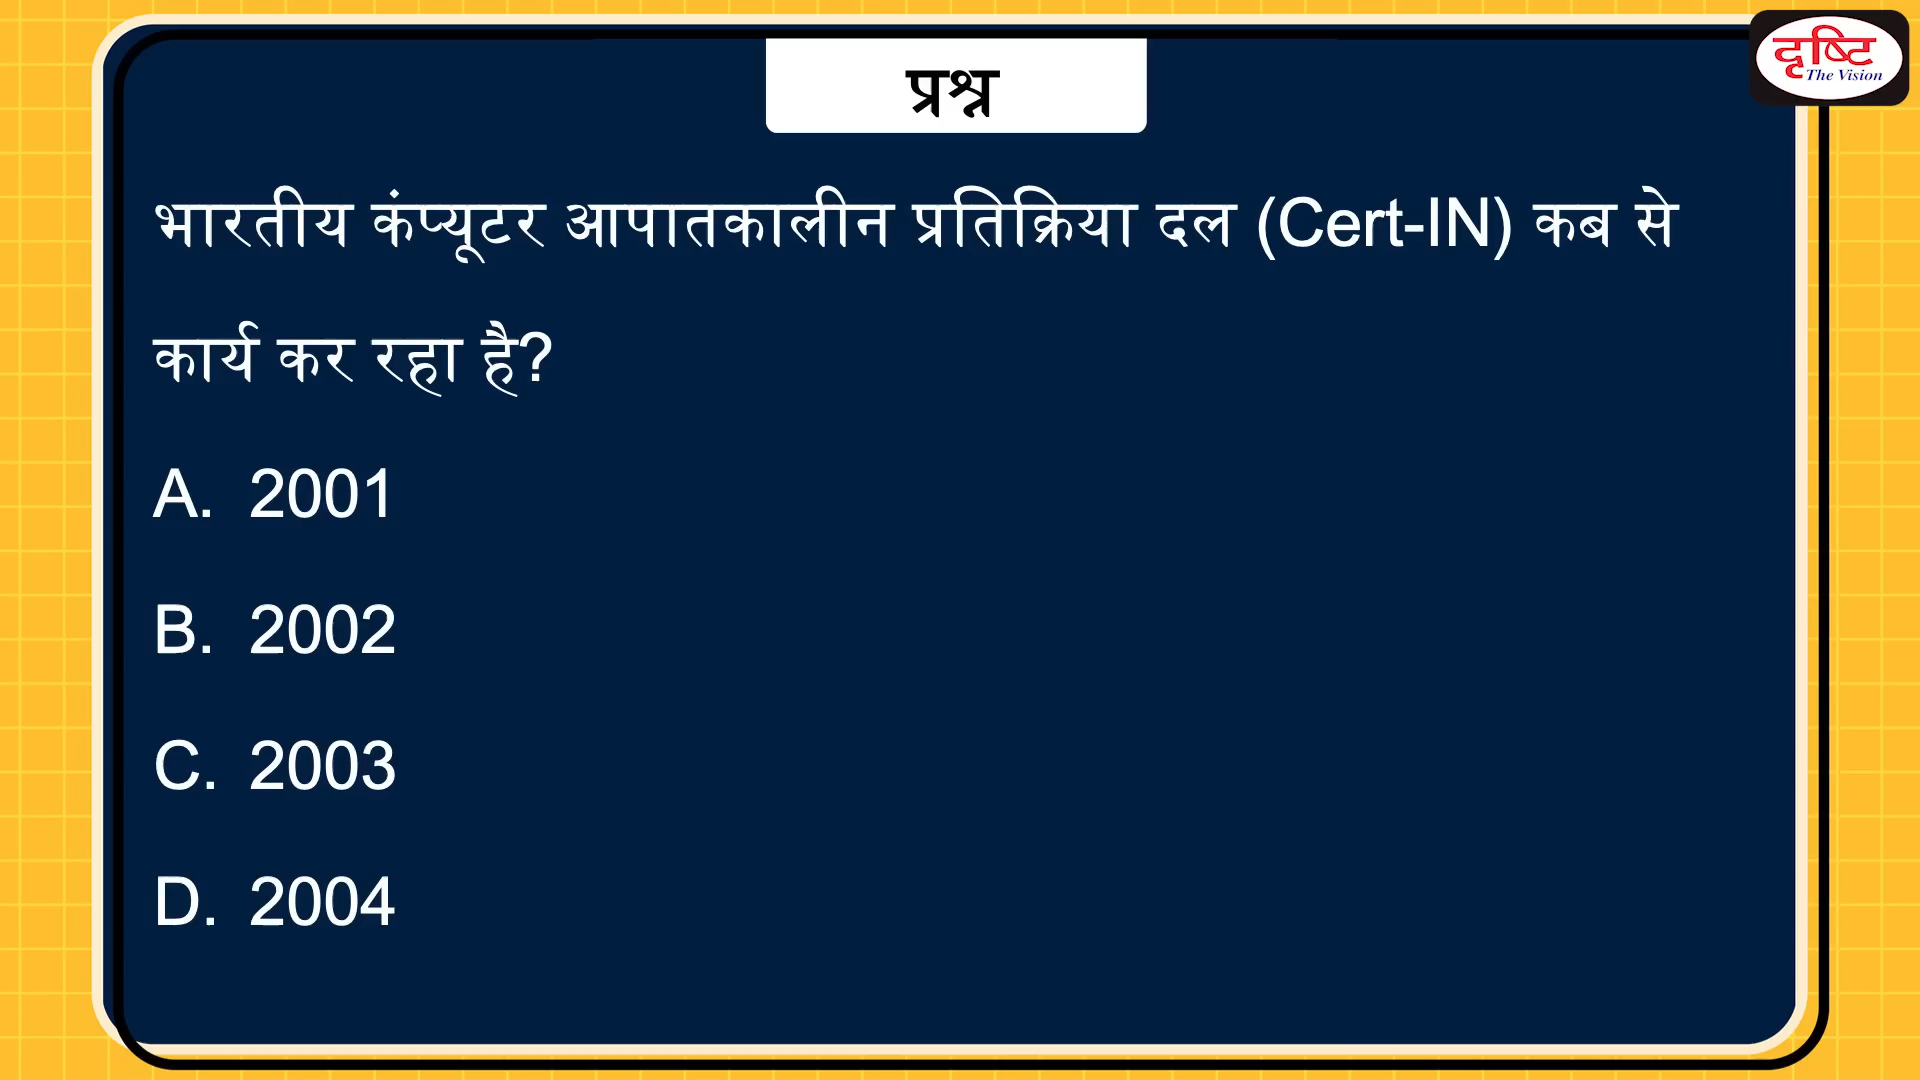 दृष्टि
The Vision
प्रश्न
भारतीय कंप्यूटर आपातकालीन प्रतिक्रिया दल (Cert-IN) कब से
कार्य कर रहा है?
A. 2001
B. 2002
C. 2003
D. 2004